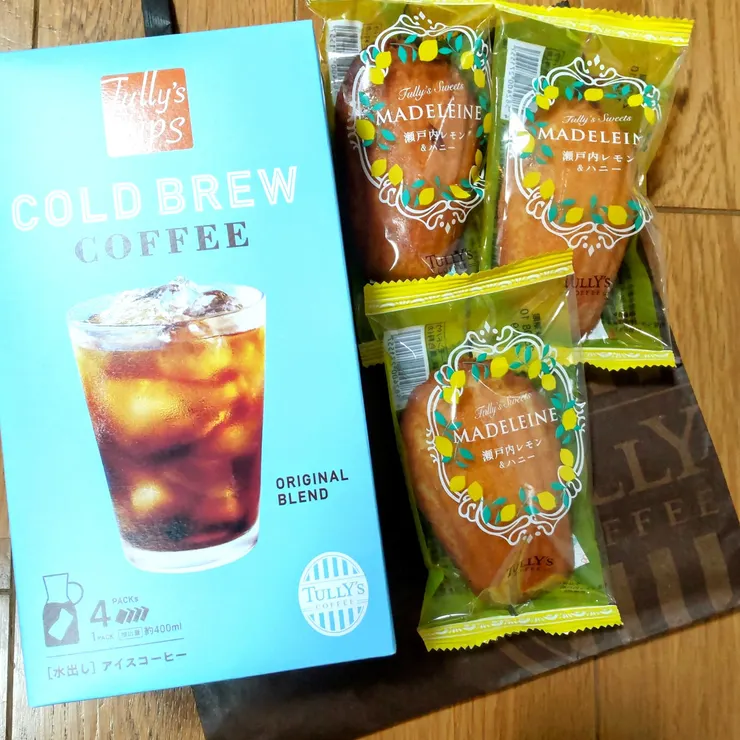 Tully's
COLD BREW
COFFEE
ORIGINAL
BLEND
4
PACKs
約400ml
TULLY'S
COFFEE
[水出し] アイスコーヒー
Tully's Sweets
MADELEINE
瀬戸内レモン
&ハニー
Tully's Sweets
MADELEINE
瀬戸内レモン
&ハニー
TULLY'S
COFFEE
Tully's Sweets
MADELEINE
瀬戸内レモン
&ハニー
TULLY'S
COFFEE